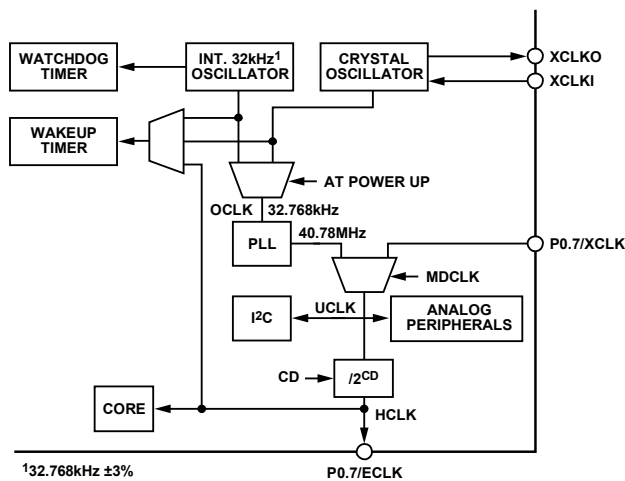 WATCHDOG
TIMER
INT. 32kHz¹
OSCILLATOR
CRYSTAL
OSCILLATOR
XCLKO
XCLKI
WAKEUP
TIMER
AT POWER UP
OCLK
32.768kHz
PLL
40.78MHz
P0.7/XCLK
MDCLK
I²C
UCLK
ANALOG
PERIPHERALS
CD
/2^CD
CORE
HCLK
¹32.768kHz ±3%
P0.7/ECLK